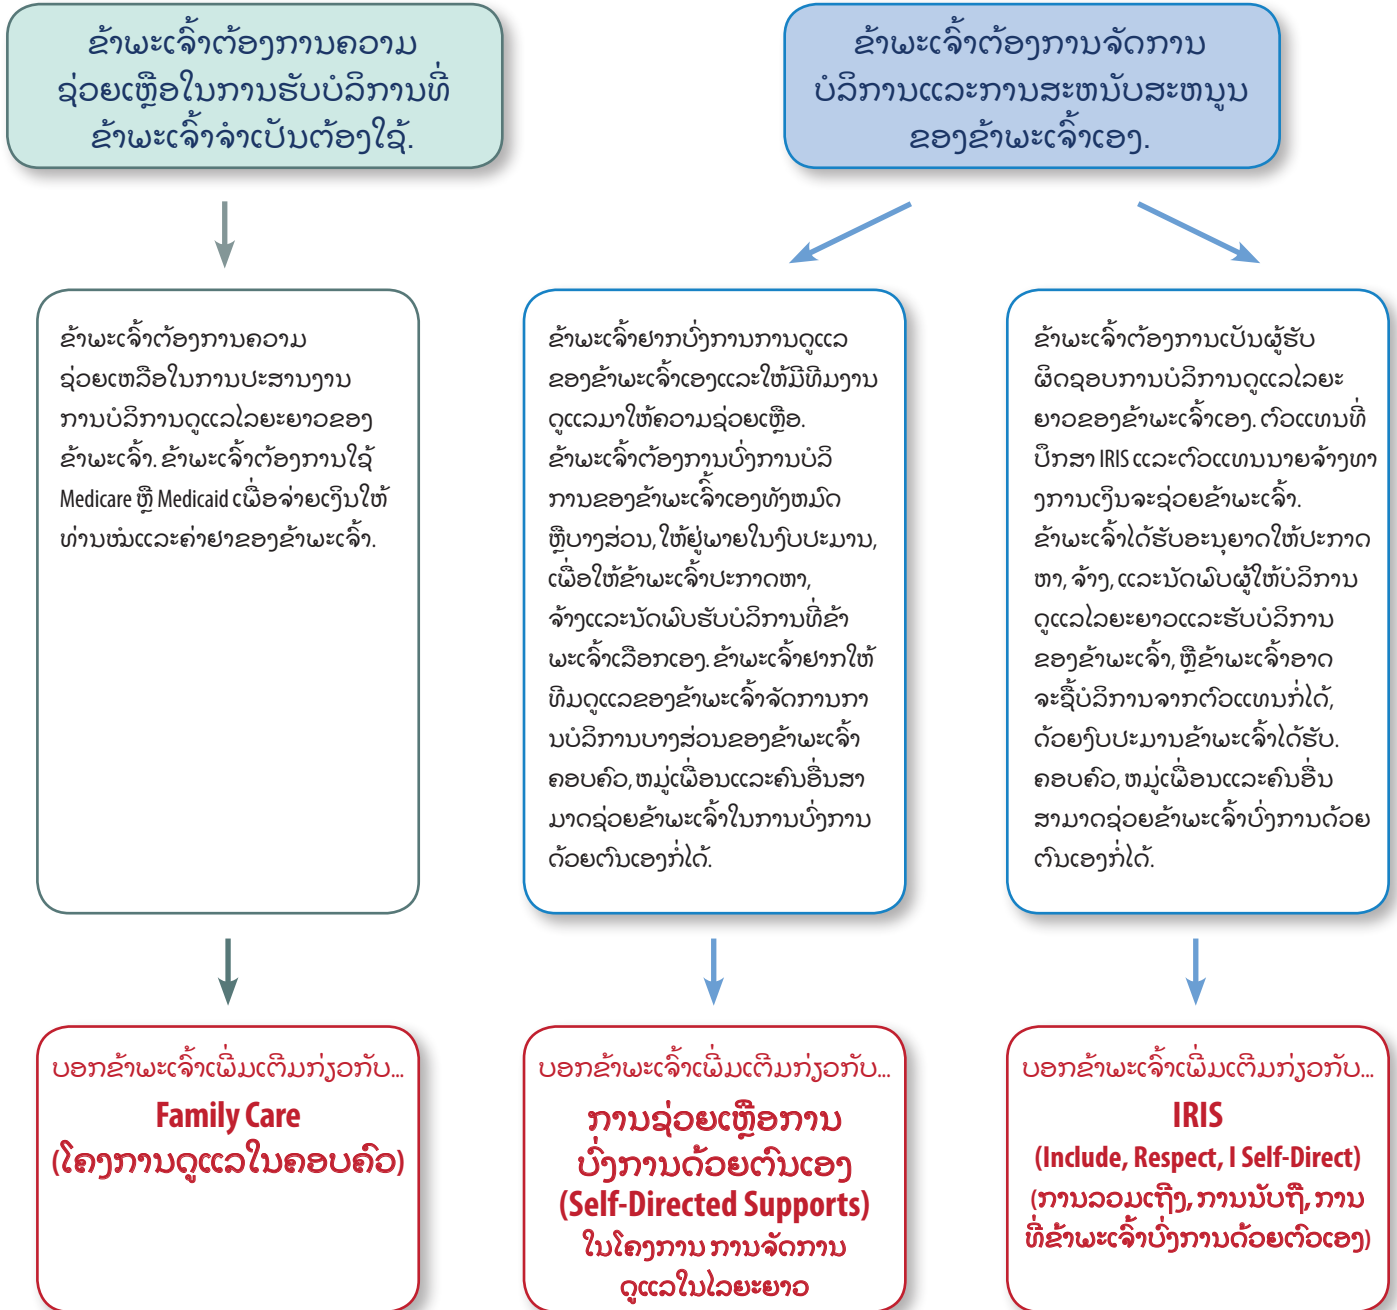 ຂ້າພະເຈົ້າຕ້ອງການຄວາມ
ຊ່ວຍເຫຼືອໃນການຮັບບໍລິການທີ່
ຂ້າພະເຈົ້າຈໍາເປັນຕ້ອງໃຊ້.
ຂ້າພະເຈົ້າຕ້ອງການຈັດການ
ບໍລິການແລະການສະຫນັບສະຫນູນ
ຂອງຂ້າພະເຈົ້າເອງ.
ຂ້າພະເຈົ້າຕ້ອງການຄວາມ
ຊ່ວຍເຫລືອໃນການປະສານງານ
ການບໍລິການດູແລໄລຍະຍາວຂອງ
ຂ້າພະເຈົ້າ. ຂ້າພະເຈົ້າຕ້ອງການໃຊ້
Medicare ຫຼື Medicaid ເພື່ອຈ່າຍເງິນໃຫ້
ທ່ານໝໍແລະຄ່າຢາຂອງຂ້າພະເຈົ້າ.
ຂ້າພະເຈົ້າຢາກບົ່ງການການດູແລ
ຂອງຂ້າພະເຈົ້າເອງແລະໃຫ້ມີທີມງານ
ດູແລມາໃຫ້ຄວາມຊ່ວຍເຫຼືອ.
ຂ້າພະເຈົ້າຕ້ອງການບົ່ງການບໍລິ
ການຂອງຂ້າພະເຈົ້າເອງທັງຫມົດ
ຫຼືບາງສ່ວນ, ໃຫ້ຢູ່ພາຍໃນງົບປະມານ,
ເພື່ອໃຫ້ຂ້າພະເຈົ້າປະກາດຫາ,
ຈ້າງແລະນັດພົບຮັບບໍລິການທີ່ຂ້າ
ພະເຈົ້າເລືອກເອງ. ຂ້າພະເຈົ້າຢາກໃຫ້
ທີມດູແລຂອງຂ້າພະເຈົ້າຈັດການກາ
ນບໍລິການບາງສ່ວນຂອງຂ້າພະເຈົ້າ
ຄອບຄົວ, ຫມູ່ເພື່ອນແລະຄົນອື່ນສາ
ມາດຊ່ວຍຂ້າພະເຈົ້າໃນການບົ່ງການ
ດ້ວຍຕົນເອງກໍ່ໄດ້.
ຂ້າພະເຈົ້າຕ້ອງການເປັນຜູ້ຮັບ
ຜິດຊອບການບໍລິການດູແລໄລຍະ
ຍາວຂອງຂ້າພະເຈົ້າເອງ. ຕົວແທນທີ່
ປຶກສາ IRIS ແລະຕົວແທນນາຍຈ້າງທາ
ງການເງິນຈະຊ່ວຍຂ້າພະເຈົ້າ.
ຂ້າພະເຈົ້າໄດ້ຮັບອະນຸຍາດໃຫ້ປະກາດ
ຫາ, ຈ້າງ, ແລະນັດພົບຜູ້ໃຫ້ບໍລິການ
ດູແລໄລຍະຍາວແລະຮັບບໍລິການ
ຂອງຂ້າພະເຈົ້າ, ຫຼືຂ້າພະເຈົ້າອາດ
ຈະຊື້ບໍລິການຈາກຕົວແທນກໍ່ໄດ້,
ດ້ວຍງົບປະມານຂ້າພະເຈົ້າໄດ້ຮັບ.
ຄອບຄົວ, ຫມູ່ເພື່ອນແລະຄົນອື່ນ
ສາມາດຊ່ວຍຂ້າພະເຈົ້າບົ່ງການດ້ວຍ
ຕົນເອງກໍ່ໄດ້.
ບອກຂ້າພະເຈົ້າເພີ່ມເຕີມກ່ຽວກັບ...
Family Care
(ໂຄງການດູແລໃນຄອບຄົວ)
ບອກຂ້າພະເຈົ້າເພີ່ມເຕີມກ່ຽວກັບ...
ການຊ່ວຍເຫຼືອການ
ບົ່ງການດ້ວຍຕົນເອງ
(Self-Directed Supports)
ໃນໂຄງການ ການຈັດການ
ດູແລໃນໄລຍະຍາວ
ບອກຂ້າພະເຈົ້າເພີ່ມເຕີມກ່ຽວກັບ...
IRIS
(Include, Respect, I Self-Direct)
(ການລວມເຖິງ, ການນັບຖື, ການ
ທີ່ຂ້າພະເຈົ້າບົ່ງການດ້ວຍຕົວເອງ)